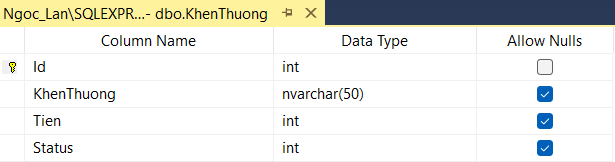 Ngoc_Lan\SQLEXPR...- dbo.KhenThuong
Column Name Data Type Allow Nulls
Id int
KhenThuong nvarchar(50)
Tien int
Status int